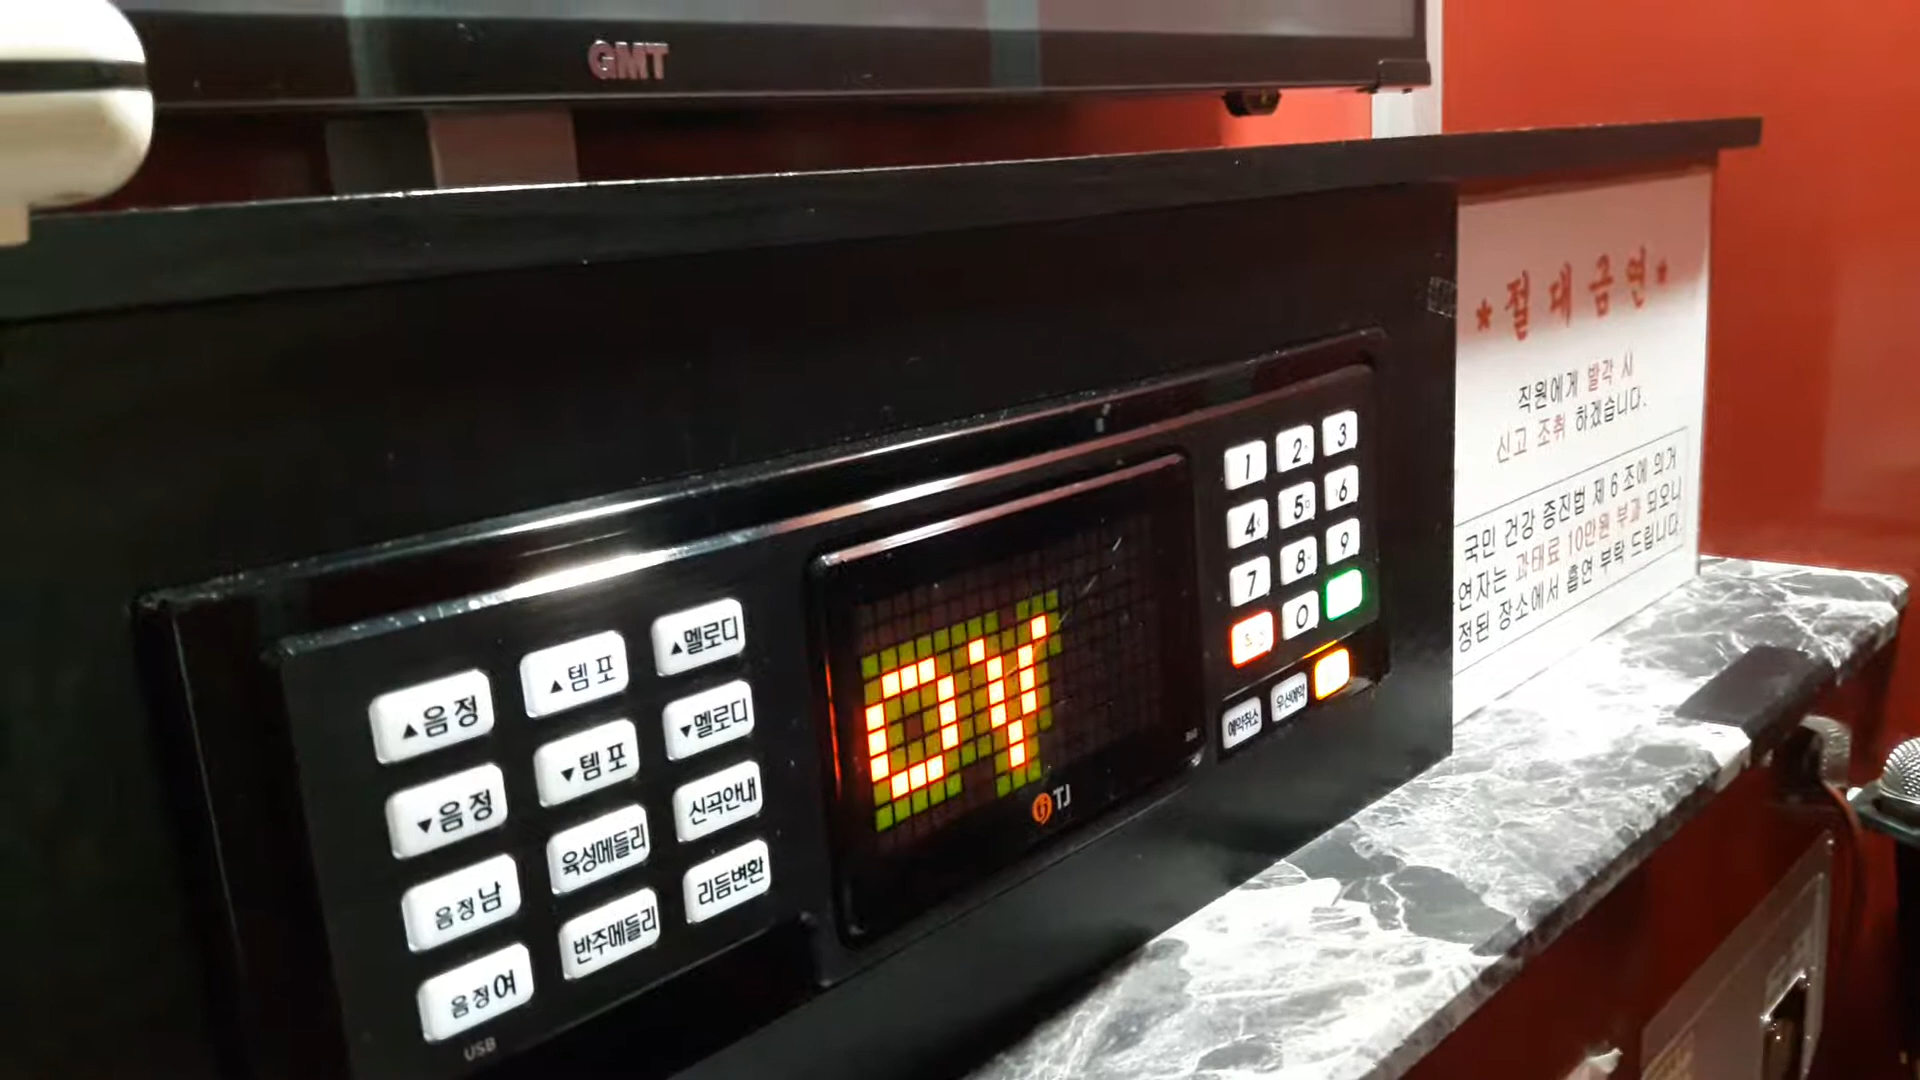 GMT
★절대금연★
직원에게 발각 시
신고 조취 하겠습니다.
국민 건강 증진법 제 6 조에 의거
연자는 과태료 10만원 부과 되오니
정된 장소에서 흡연 부탁 드립니다.
▲음정 ▲템포 ▲멜로디
▼음정 ▼템포 ▼멜로디
음정남 육성메들리 신곡안내
음정여 반주메들리 리듬변환
USB
TJ
1 2 3
4 5 6
7 8 9
0
예약취소 우선예약